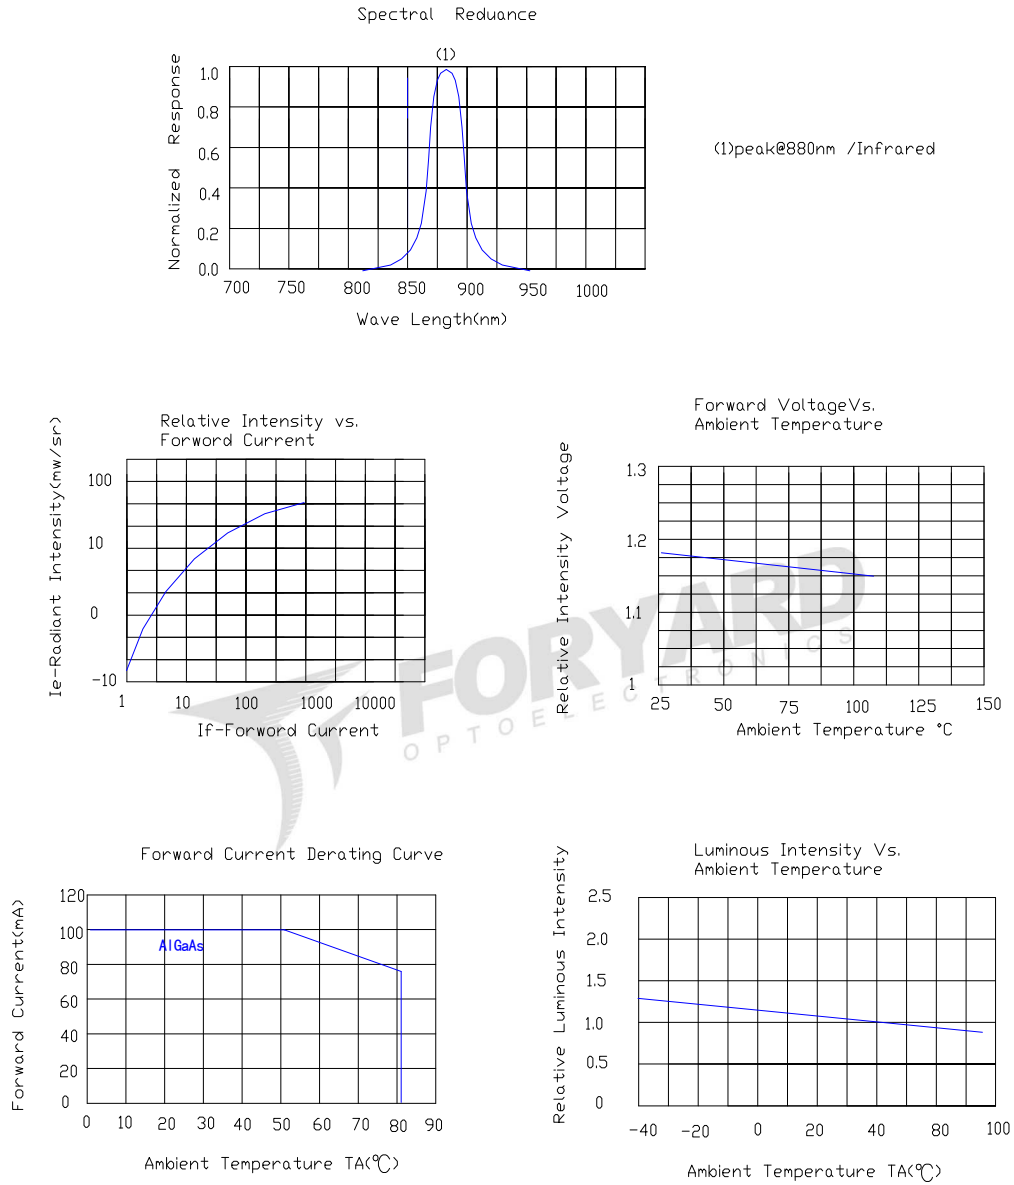 Spectral Reduance
(1)
Normalized Response
1.0
0.8
0.6
0.4
0.2
0.0
700 750 800 850 900 950 1000
Wave Length(nm)
(1)peak@880nm /Infrared
Relative Intensity vs.
Forword Current
Ie-Radiant Intensity(mw/sr)
100
10
0
-10
1 10 100 1000 10000
If-Forword Current
Forward VoltageVs.
Ambient Temperature
Relative Intensity Voltage
1.3
1.2
1.1
1
25 50 75 100 125 150
Ambient Temperature °C
FORYARD
OPTOELECTRONICS
Forward Current Derating Curve
Forward Current(mA)
120
100
80
60
40
20
0
AlGaAs
0 10 20 30 40 50 60 70 80 90
Ambient Temperature TA(℃)
Luminous Intensity Vs.
Ambient Temperature
Relative Luminous Intensity
2.5
2.0
1.5
1.0
0.5
0
-40 -20 0 20 40 80 100
Ambient Temperature TA(℃)